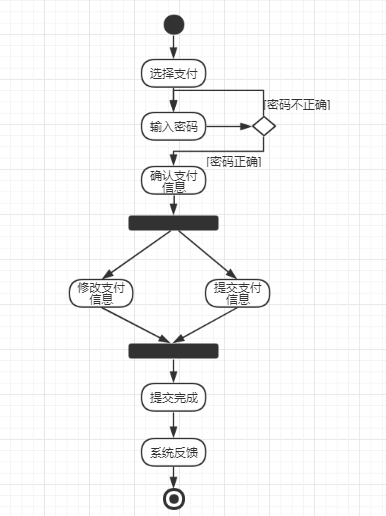 选择支付
[密码不正确]
输入密码
[密码正确]
确认支付
信息
修改支付
信息
提交支付
信息
提交完成
系统反馈